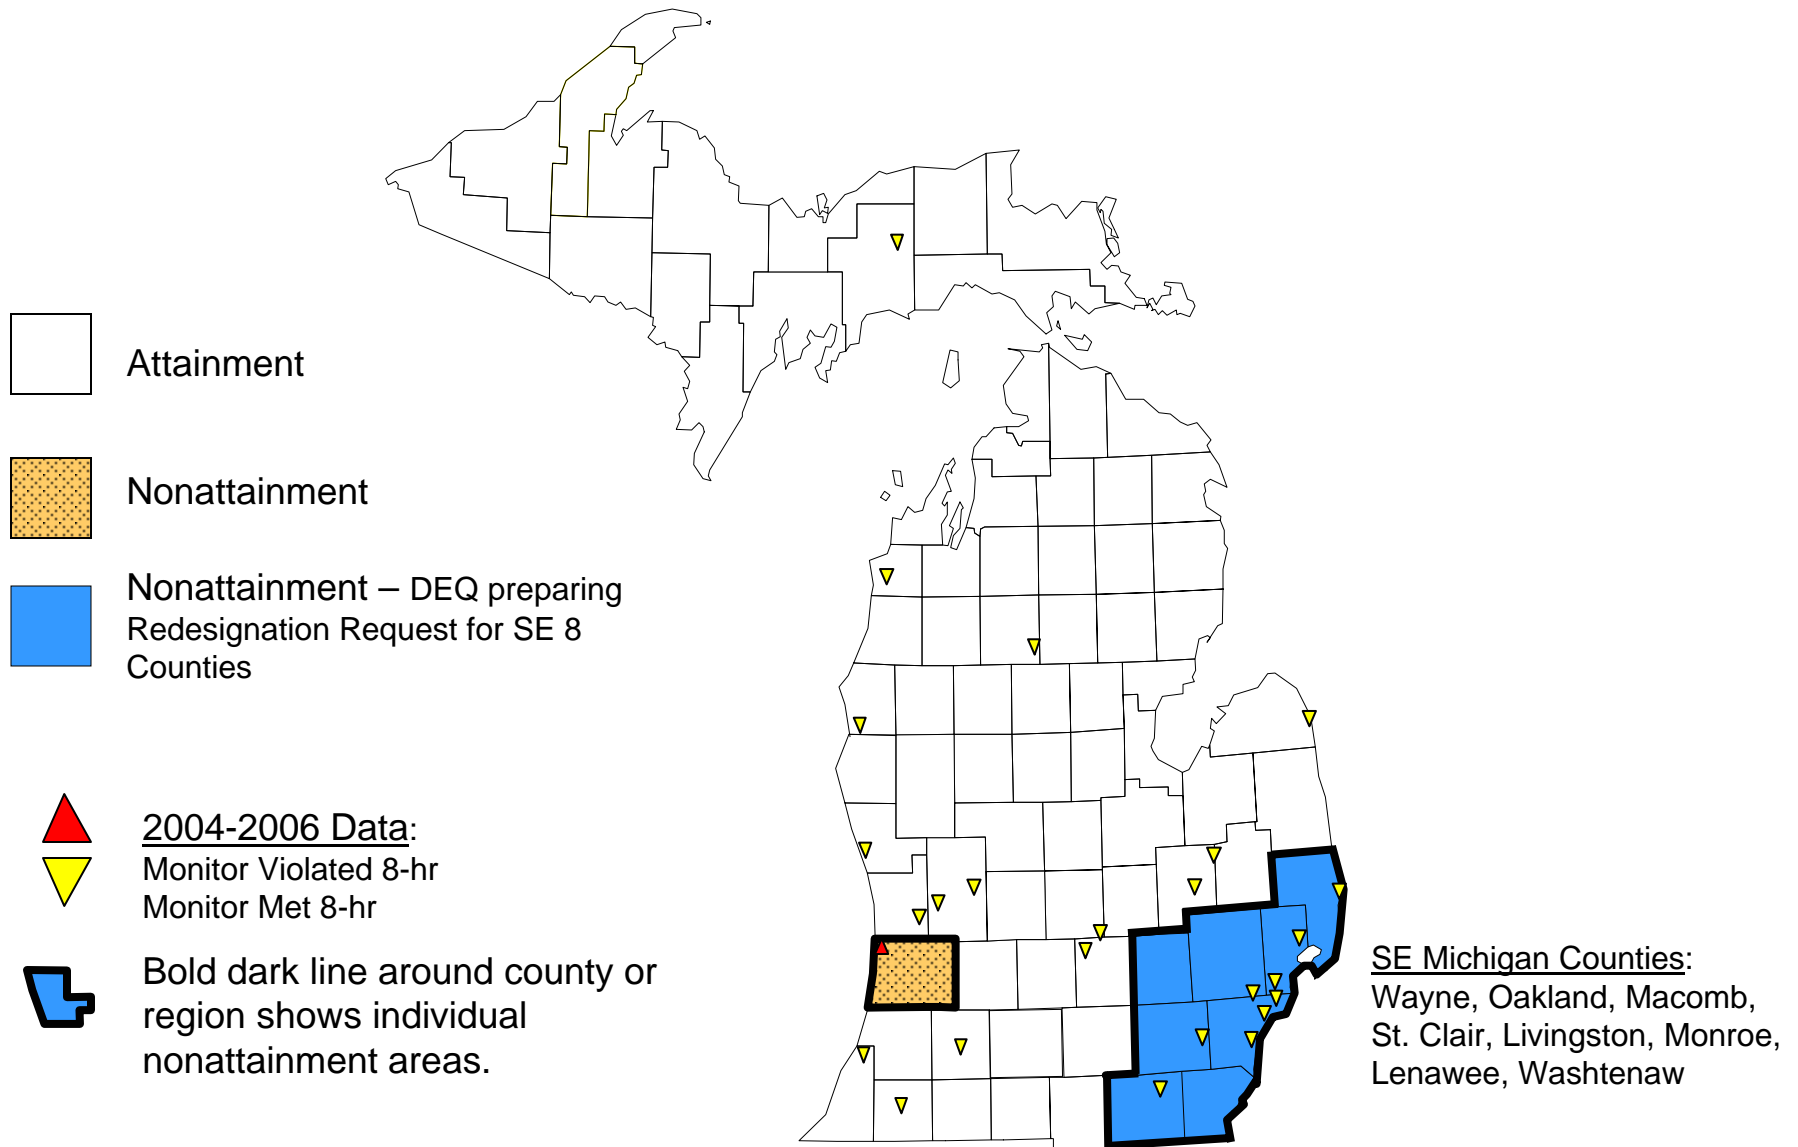 Attainment
Nonattainment
Nonattainment – DEQ preparing
Redesignation Request for SE 8
Counties
2004-2006 Data:
Monitor Violated 8-hr
Monitor Met 8-hr
Bold dark line around county or
region shows individual
nonattainment areas.
SE Michigan Counties:
Wayne, Oakland, Macomb,
St. Clair, Livingston, Monroe,
Lenawee, Washtenaw